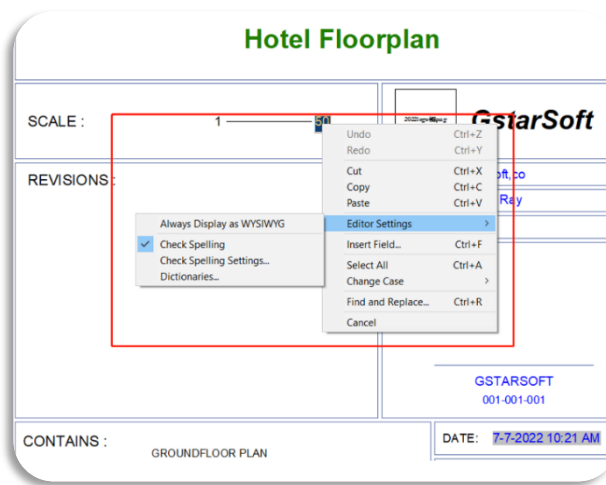 Hotel Floorplan
SCALE :
1
50
GstarSoft
Undo Ctrl+Z
Redo Ctrl+Y
Cut Ctrl+X
Copy Ctrl+C
Paste Ctrl+V
Editor Settings
Insert Field... Ctrl+F
Select All Ctrl+A
Change Case
Find and Replace... Ctrl+R
Cancel
REVISIONS :
Always Display as WYSIWYG
Check Spelling
Check Spelling Settings...
Dictionaries...
Ray
GSTARSOFT
001-001-001
CONTAINS :
GROUNDFLOOR PLAN
DATE: 7-7-2022 10:21 AM